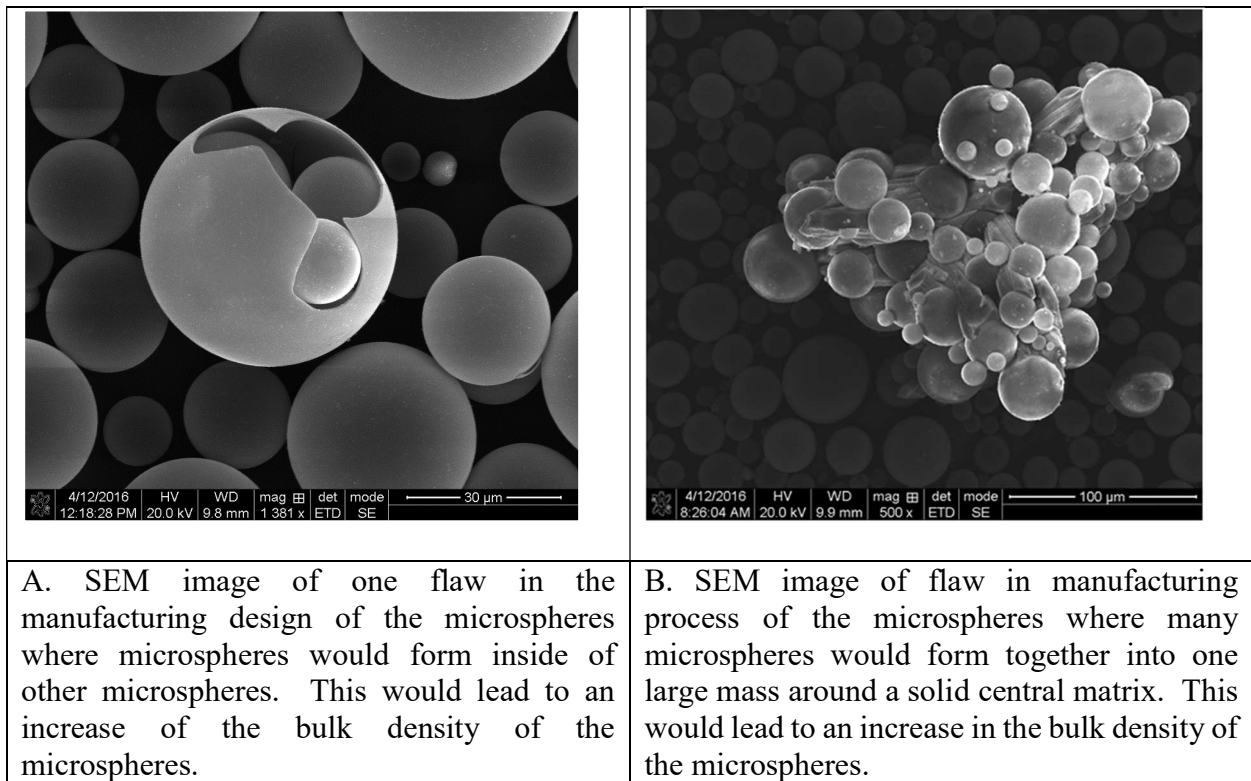 4/12/2016 HV WD mag ⊞ det mode
12:18:28 PM 20.0 kV 9.8 mm 1 381 x ETD SE
30 µm
4/12/2016 HV WD mag ⊞ det mode
8:26:04 AM 20.0 kV 9.9 mm 500 x ETD SE
100 µm
A. SEM image of one flaw in the
manufacturing design of the microspheres
where microspheres would form inside of
other microspheres. This would lead to an
increase of the bulk density of the
microspheres.
B. SEM image of flaw in manufacturing
process of the microspheres where many
microspheres would form together into one
large mass around a solid central matrix. This
would lead to an increase in the bulk density of
the microspheres.